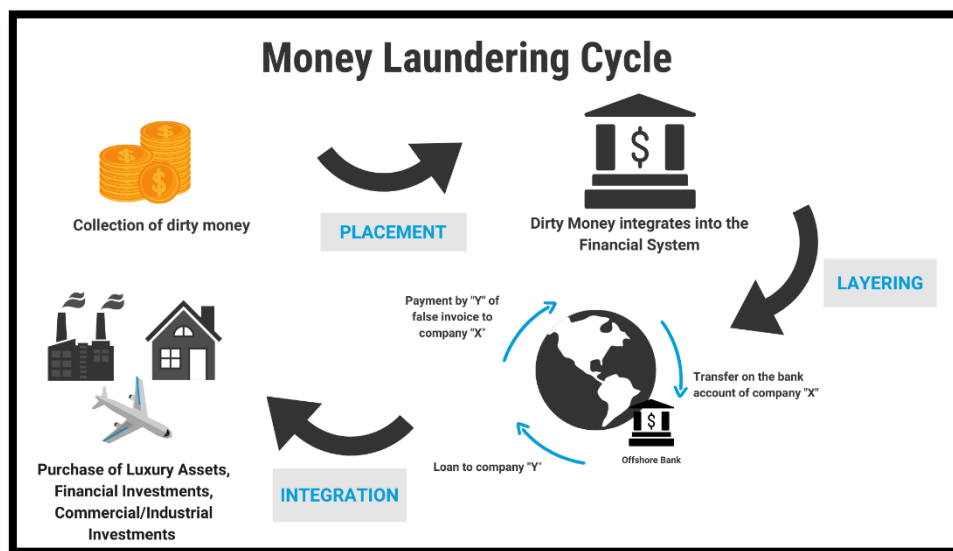 Money Laundering Cycle
Collection of dirty money
PLACEMENT
Dirty Money integrates into the
Financial System
LAYERING
Payment by "Y" of
false invoice to
company "X"
Transfer on the bank
account of company "X"
Offshore Bank
Loan to company "Y"
INTEGRATION
Purchase of Luxury Assets,
Financial Investments,
Commercial/Industrial
Investments